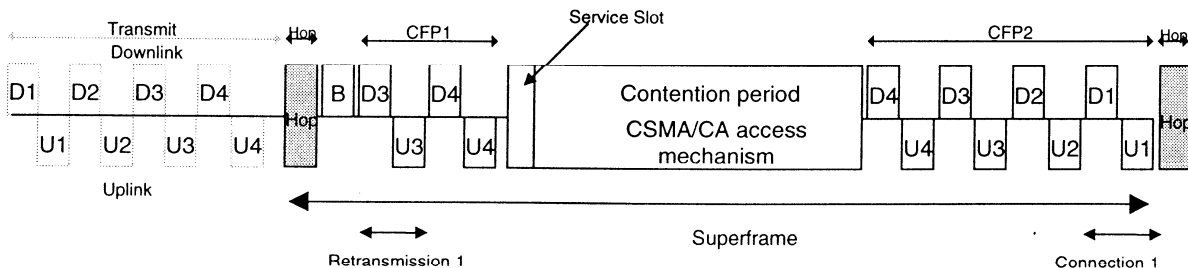 Service Slot
Transmit
Downlink
Hop
CFP1
CFP2
Hop
D1 D2 D3 D4
B D3 D4
D4 D3 D2 D1
Hop
Contention period
CSMA/CA access
mechanism
Hop
U1 U2 U3 U4
U3 U4
U4 U3 U2 U1
Uplink
Superframe
Retransmission 1
Connection 1